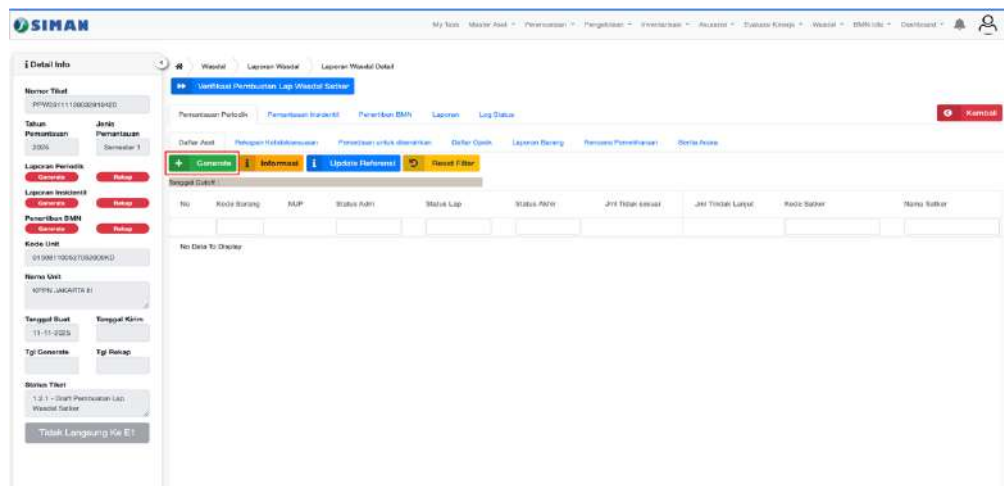 SIMAN
My Task Master Aset Perencanaan Pengelolaan Inventarisasi Asuransi Evaluasi Kinerja Wasdal BMN Idle Dashboard
i Detail Info
Wasdal Laporan Wasdal Laporan Wasdal Detail
Verifikasi Pembuatan Lap Wasdal Satker
Nomor Tiket
Tahun Pemantauan
Jenis Pemantauan
2025
Semester 1
Pemantauan Periodik Pemantauan Insidentil Penertiban BMN Laporan Log Status
Kembali
Daftar Aset Rekapan Ketidaksesuaian Pemantauan untuk diserahkan Daftar Objek Laporan Barang Rencana Pemeliharaan Berita Acara
Generate Informasi Update Referensi Reset Filter
Tanggal Cutoff :
Laporan Periodik
Generate Rekap
Laporan Insidentil
Generate Rekap
Penertiban BMN
Generate Rekap
No Kode Barang NUP Status Adm Status Lap Status Akhir Jml Tidak sesuai Jml Tindak Lanjut Kode Satker Nama Satker
No Data To Display
Kode Unit
Nama Unit
KPPN JAKARTA III
Tanggal Buat
Tanggal Kirim
11-11-2025
Tgl Generate
Tgl Rekap
Status Tiket
1.2.1 - Draft Pembuatan Lap
Wasdal Satker
Tidak Langsung Ke E1